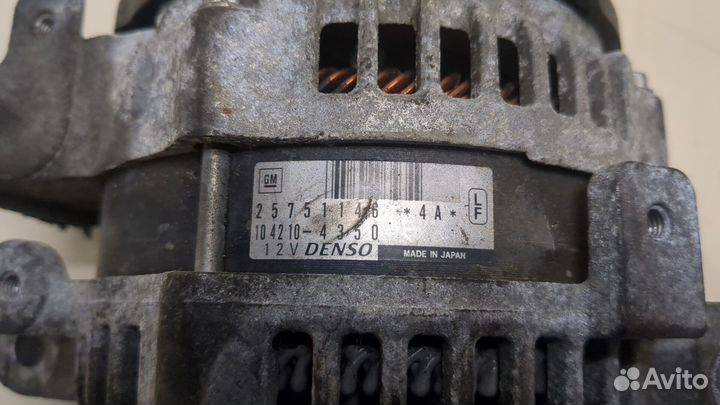 GM
25751146 *4A* L
F
104210-4350
12V DENSO MADE IN JAPAN
Avito